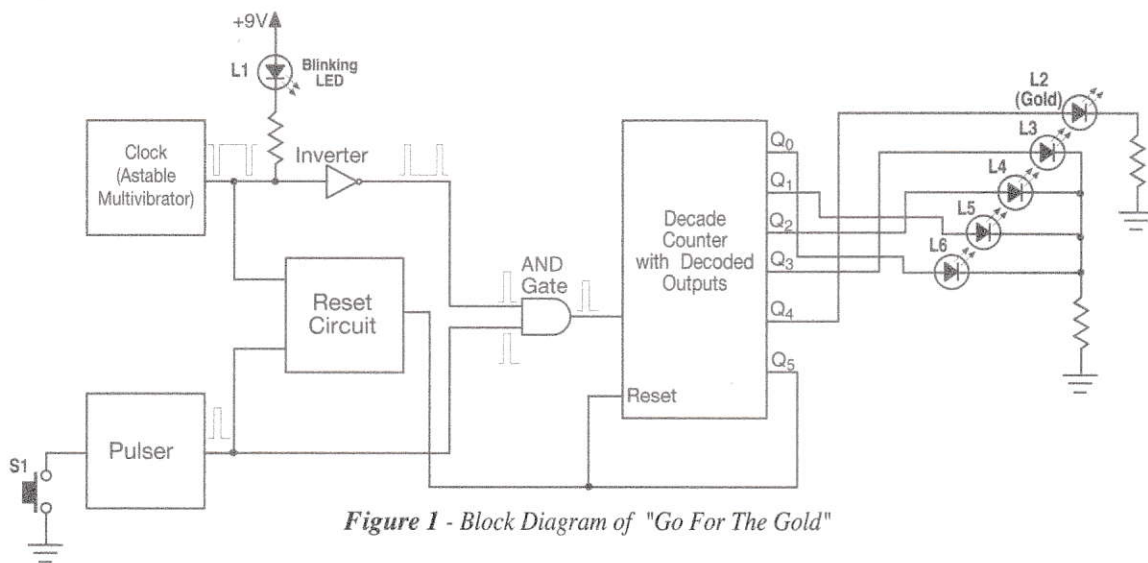 +9V
L1
Blinking
LED
Clock
(Astable
Multivibrator)
Inverter
Reset
Circuit
AND
Gate
Pulser
S1
Decade
Counter
with Decoded
Outputs
Reset
Q0
Q1
Q2
Q3
Q4
Q5
L2
(Gold)
L3
L4
L5
L6
Figure 1 - Block Diagram of "Go For The Gold"